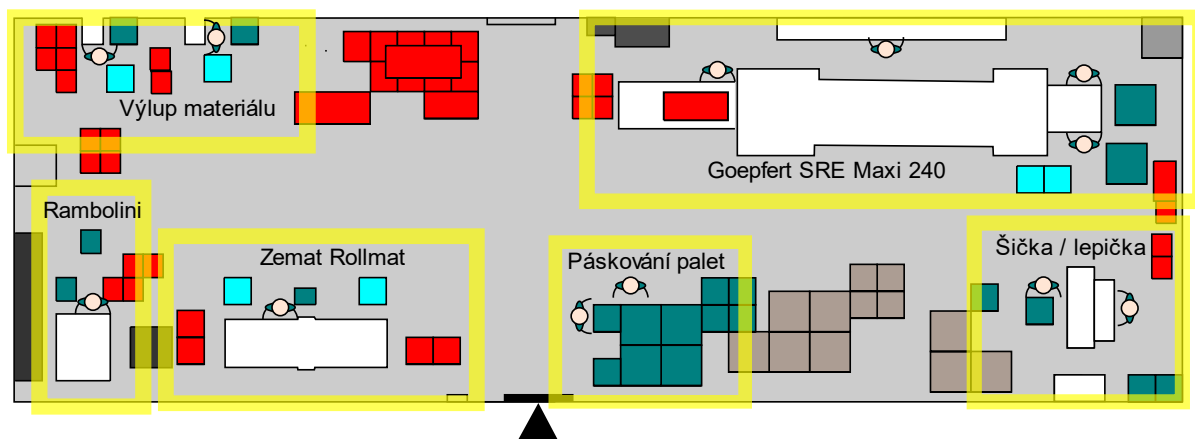 Výlup materiálu
Goepfert SRE Maxi 240
Rambolini
Zemat Rollmat
Páskování palet
Šička / lepička